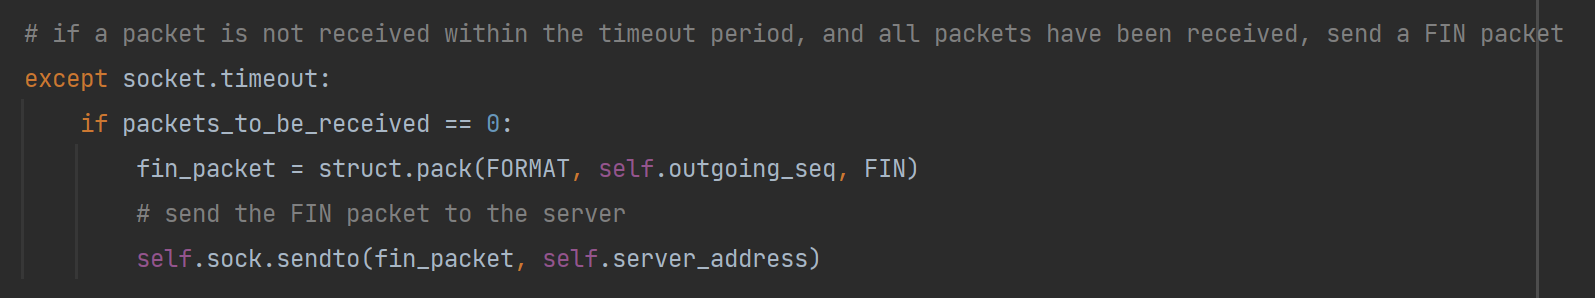 # if a packet is not received within the timeout period, and all packets have been received, send a FIN packet
except socket.timeout:
    if packets_to_be_received == 0:
        fin_packet = struct.pack(FORMAT, self.outgoing_seq, FIN)
        # send the FIN packet to the server
        self.sock.sendto(fin_packet, self.server_address)